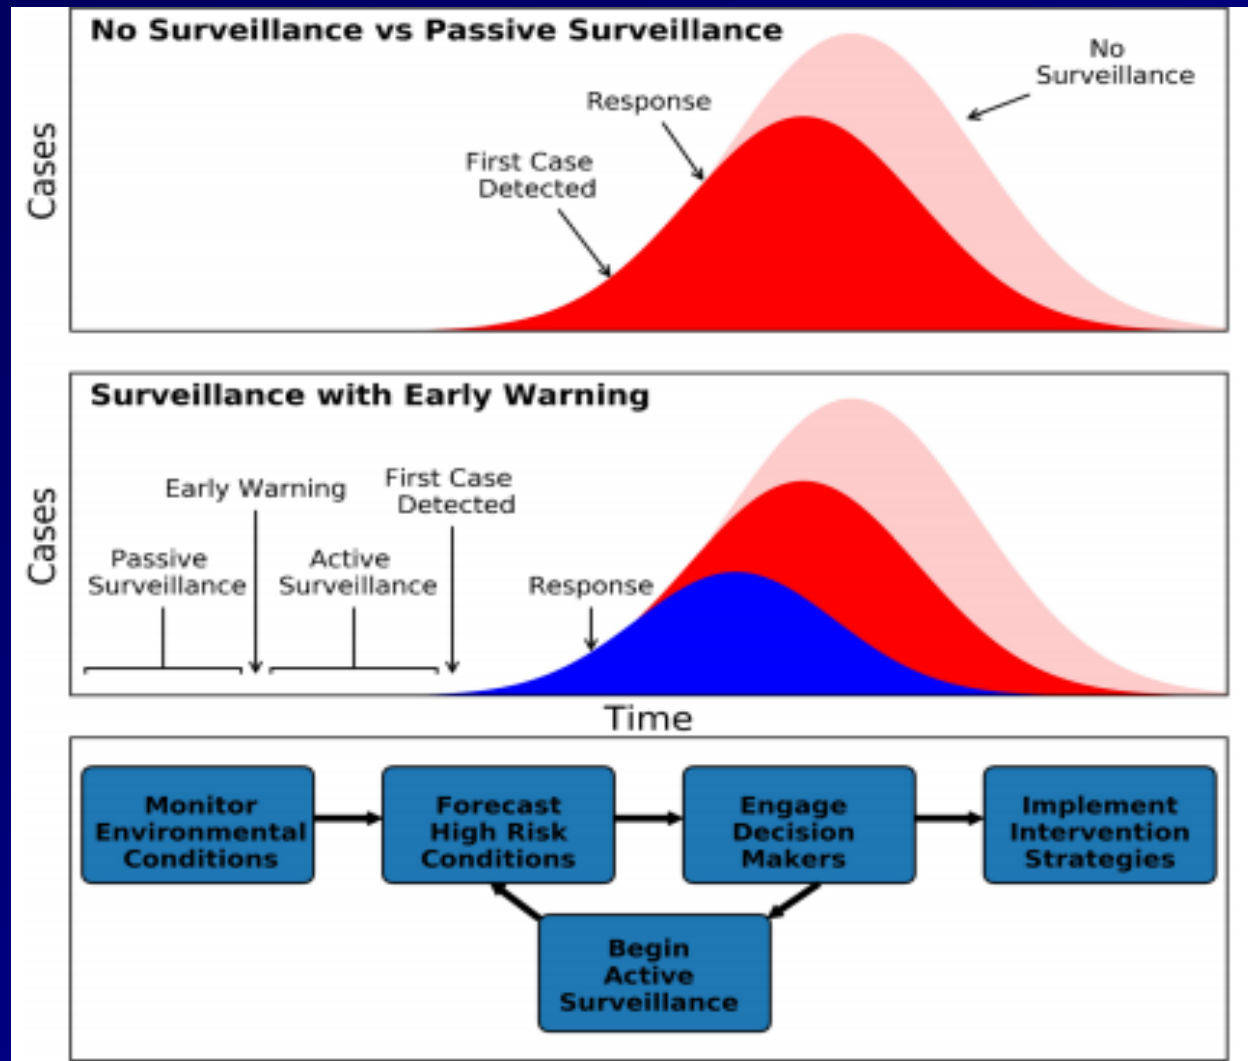 No Surveillance vs Passive Surveillance
No
Surveillance
Response
First Case
Detected
Cases
Surveillance with Early Warning
First Case
Detected
Early Warning
Passive
Surveillance
Active
Surveillance
Response
Cases
Time
Monitor
Environmental
Conditions
Forecast
High Risk
Conditions
Engage
Decision
Makers
Implement
Intervention
Strategies
Begin
Active
Surveillance